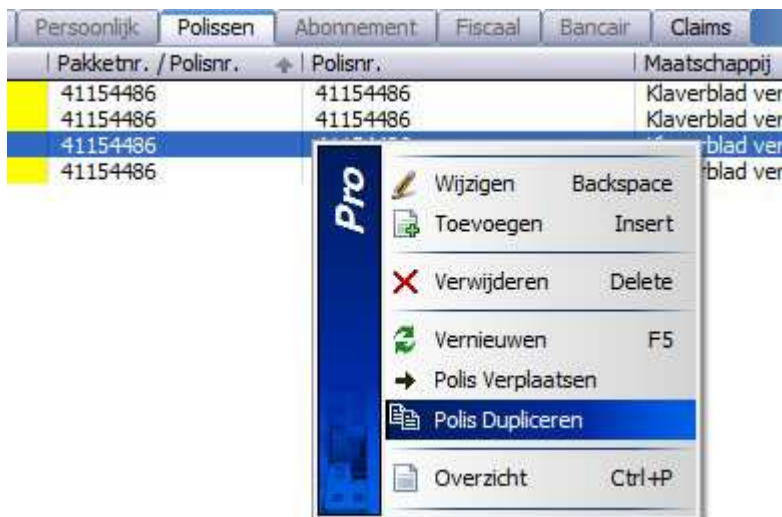 Persoonlijk Polissen Abonnement Fiscaal Bancair Claims
Pakketnr. / Polisnr. Polisnr. Maatschappij
41154486 41154486 Klaverblad ver
41154486 41154486 Klaverblad ver
41154486
41154486
Pro
Wijzigen Backspace
Toevoegen Insert
Verwijderen Delete
Vernieuwen F5
Polis Verplaatsen
Polis Dupliceren
Overzicht Ctrl+P